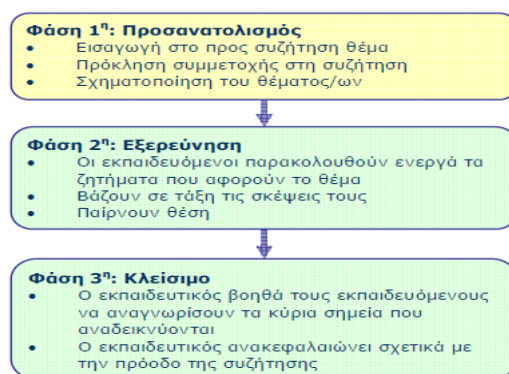 Φάση 1η: Προσανατολισμός
• Εισαγωγή στο προς συζήτηση θέμα
• Πρόκληση συμμετοχής στη συζήτηση
• Σχηματοποίηση του θέματος/ων
Φάση 2η: Εξερεύνηση
• Οι εκπαιδευόμενοι παρακολουθούν ενεργά τα
ζητήματα που αφορούν το θέμα
• Βάζουν σε τάξη τις σκέψεις τους
• Παίρνουν θέση
Φάση 3η: Κλείσιμο
• Ο εκπαιδευτικός βοηθά τους εκπαιδευόμενους
να αναγνωρίσουν τα κύρια σημεία που
αναδεικνύονται
• Ο εκπαιδευτικός ανακεφαλαιώνει σχετικά με
την πρόοδο της συζήτησης